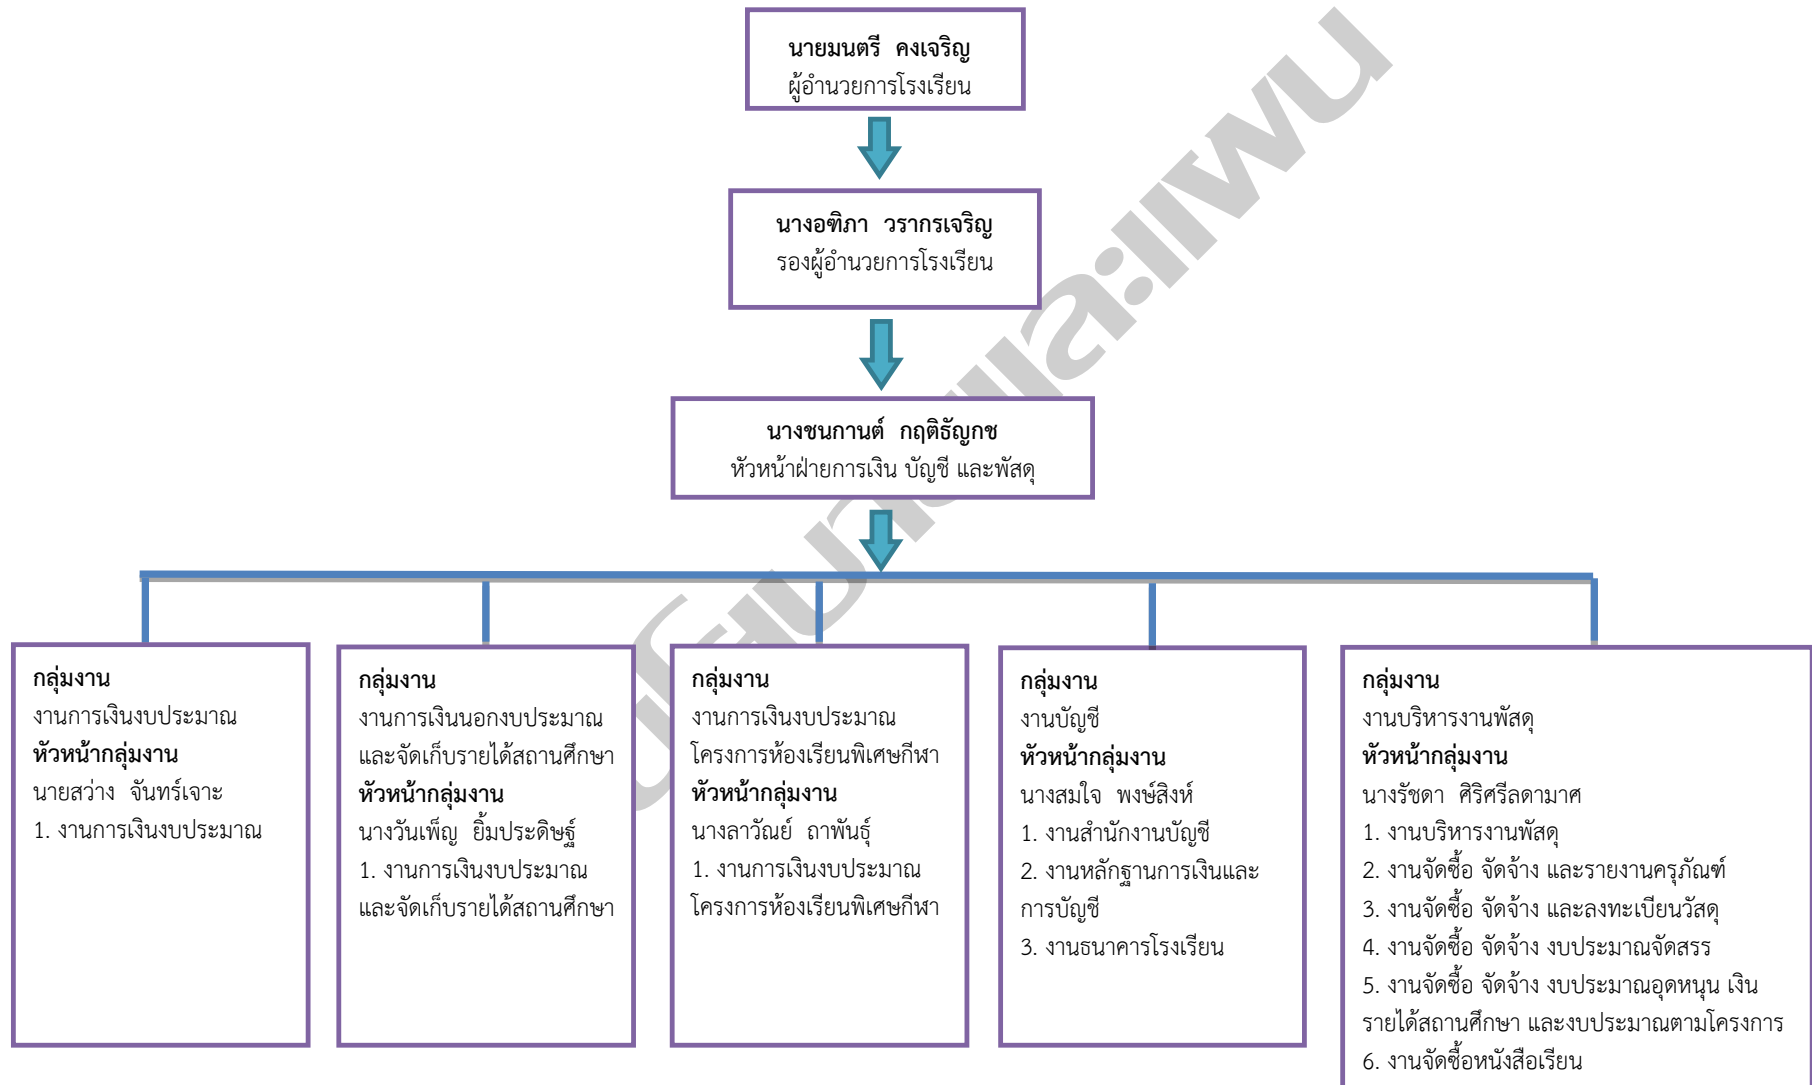 นายมนตรี คงเจริญ
ผู้อำนวยการโรงเรียน
นางอฑิภา วรากรเจริญ
รองผู้อำนวยการโรงเรียน
นางชนกานต์ กฤติธัญกช
หัวหน้าฝ่ายการเงิน บัญชี และพัสดุ
กลุ่มงาน
งานการเงินงบประมาณ
หัวหน้ากลุ่มงาน
นายสว่าง จันทร์เจาะ
1. งานการเงินงบประมาณ
กลุ่มงาน
งานการเงินนอกงบประมาณ
และจัดเก็บรายได้สถานศึกษา
หัวหน้ากลุ่มงาน
นางวันเพ็ญ ยิ้มประดิษฐ์
1. งานการเงินงบประมาณ
และจัดเก็บรายได้สถานศึกษา
กลุ่มงาน
งานการเงินงบประมาณ
โครงการห้องเรียนพิเศษกีฬา
หัวหน้ากลุ่มงาน
นางลาวัณย์ ถาพันธุ์
1. งานการเงินงบประมาณ
โครงการห้องเรียนพิเศษกีฬา
กลุ่มงาน
งานบัญชี
หัวหน้ากลุ่มงาน
นางสมใจ พงษ์สิงห์
1. งานสำนักงานบัญชี
2. งานหลักฐานการเงินและ
การบัญชี
3. งานธนาคารโรงเรียน
กลุ่มงาน
งานบริหารงานพัสดุ
หัวหน้ากลุ่มงาน
นางรัชดา ศิริศรีลดามาศ
1. งานบริหารงานพัสดุ
2. งานจัดซื้อ จัดจ้าง และรายงานครุภัณฑ์
3. งานจัดซื้อ จัดจ้าง และลงทะเบียนวัสดุ
4. งานจัดซื้อ จัดจ้าง งบประมาณจัดสรร
5. งานจัดซื้อ จัดจ้าง งบประมาณอุดหนุน เงิน
รายได้สถานศึกษา และงบประมาณตามโครงการ
6. งานจัดซื้อหนังสือเรียน